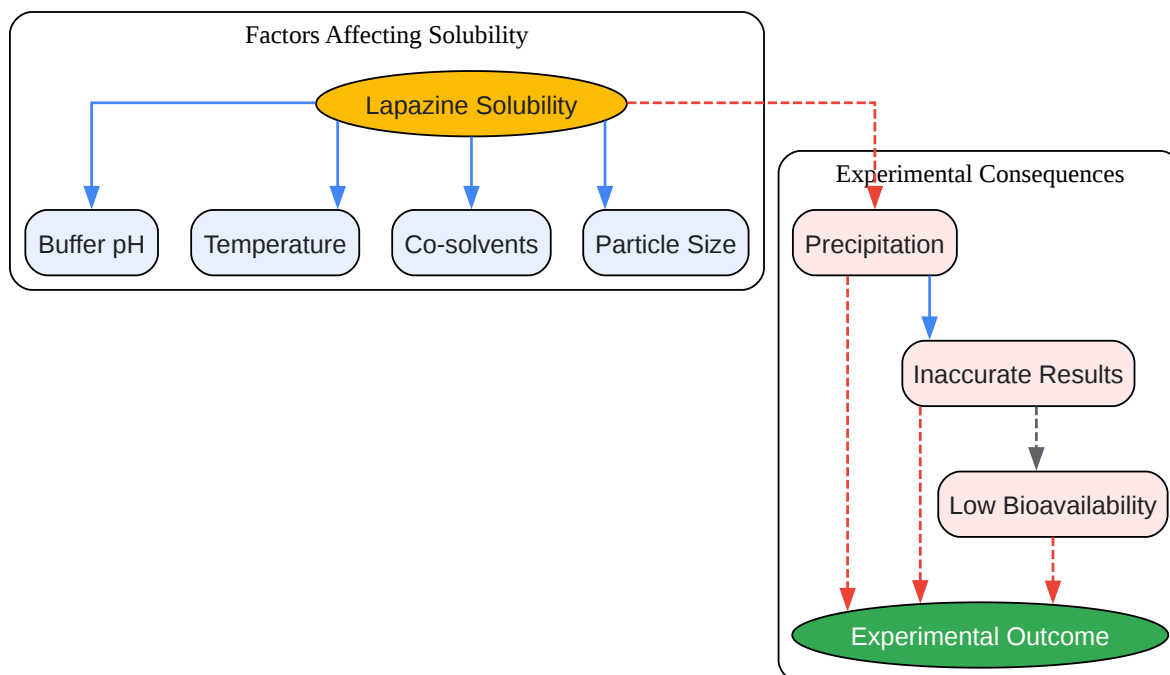 Factors Affecting Solubility
Lapazine Solubility
Buffer pH
Temperature
Co-solvents
Particle Size
Experimental Consequences
Precipitation
Inaccurate Results
Low Bioavailability
Experimental Outcome